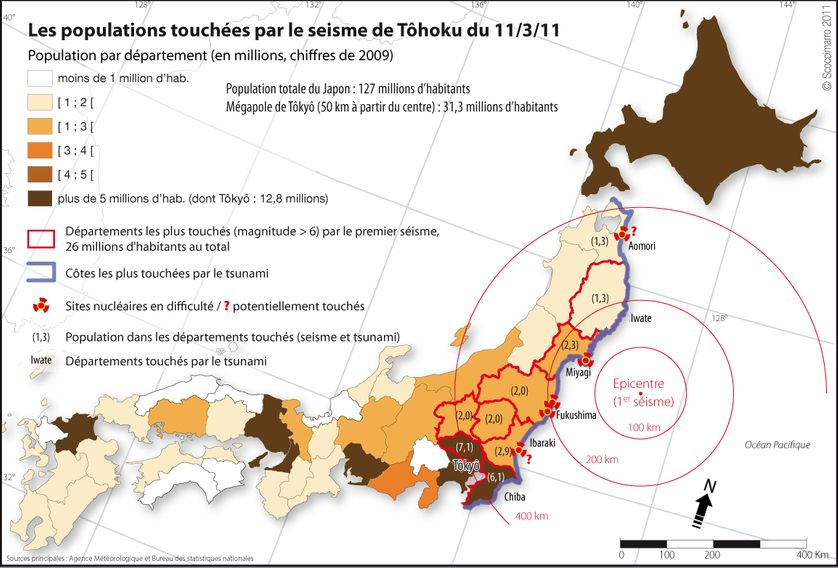 Les populations touchées par le seisme de Tôhoku du 11/3/11
Population par département (en millions, chiffres de 2009)
moins de 1 million d'hab.
[ 1 ; 2 [
[ 1 ; 3 [
[ 3 ; 4 [
[ 4 ; 5 [
plus de 5 millions d'hab. (dont Tôkyô : 12,8 millions)
Population totale du Japon : 127 millions d'habitants
Mégapole de Tôkyô (50 km à partir du centre) : 31,3 millions d'habitants
Départements les plus touchés (magnitude > 6) par le premier séisme,
26 millions d'habitants au total
Côtes les plus touchées par le tsunami
Sites nucléaires en difficulté / ? potentiellement touchés
(1,3) Population dans les départements touchés (seisme et tsunami)
Iwate Départements touchés par le tsunami
40°
136°
140°
144°
© Scoccimarro 2011
36°
32°
128°
(1,3)
?
Aomori
(1,3)
Iwate
(2,3)
Miyagi
(2,0)
Fukushima
(2,0)
(2,0)
Ibaraki
(2,9)
?
(7,1)
Tôkyô
(6,1)
Chiba
Epicentre
(1er séisme)
100 km
200 km
400 km
Océan Pacifique
N
0 100 200 400 Km
Sources principales : Agence Météorologique et Bureau des statistiques nationales